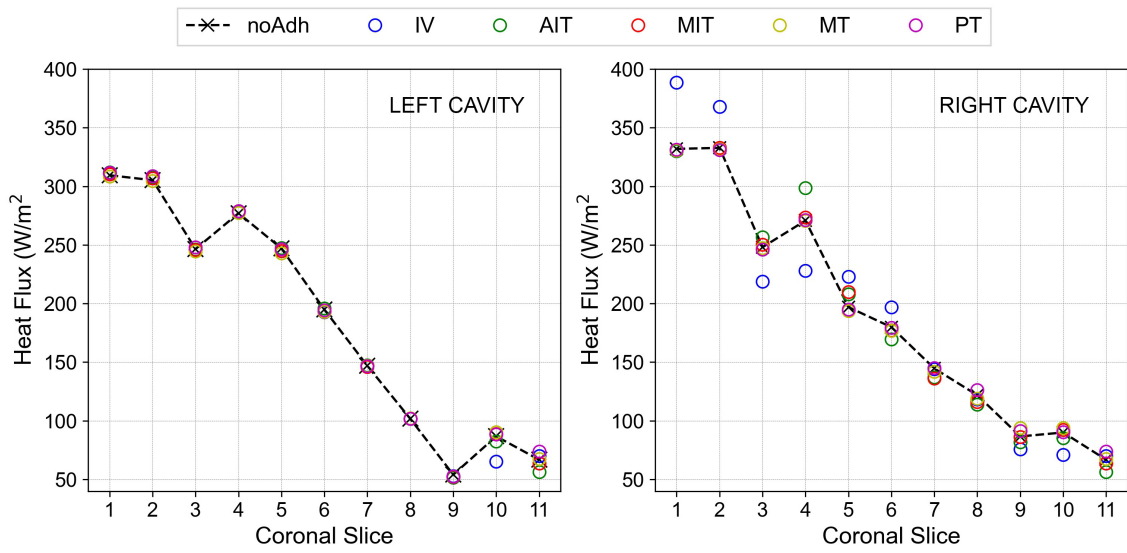 noAdh IV AIT MIT MT PT
LEFT CAVITY
Heat Flux (W/m²)
400
350
300
250
200
150
100
50
1 2 3 4 5 6 7 8 9 10 11
Coronal Slice
RIGHT CAVITY
Heat Flux (W/m²)
400
350
300
250
200
150
100
50
1 2 3 4 5 6 7 8 9 10 11
Coronal Slice